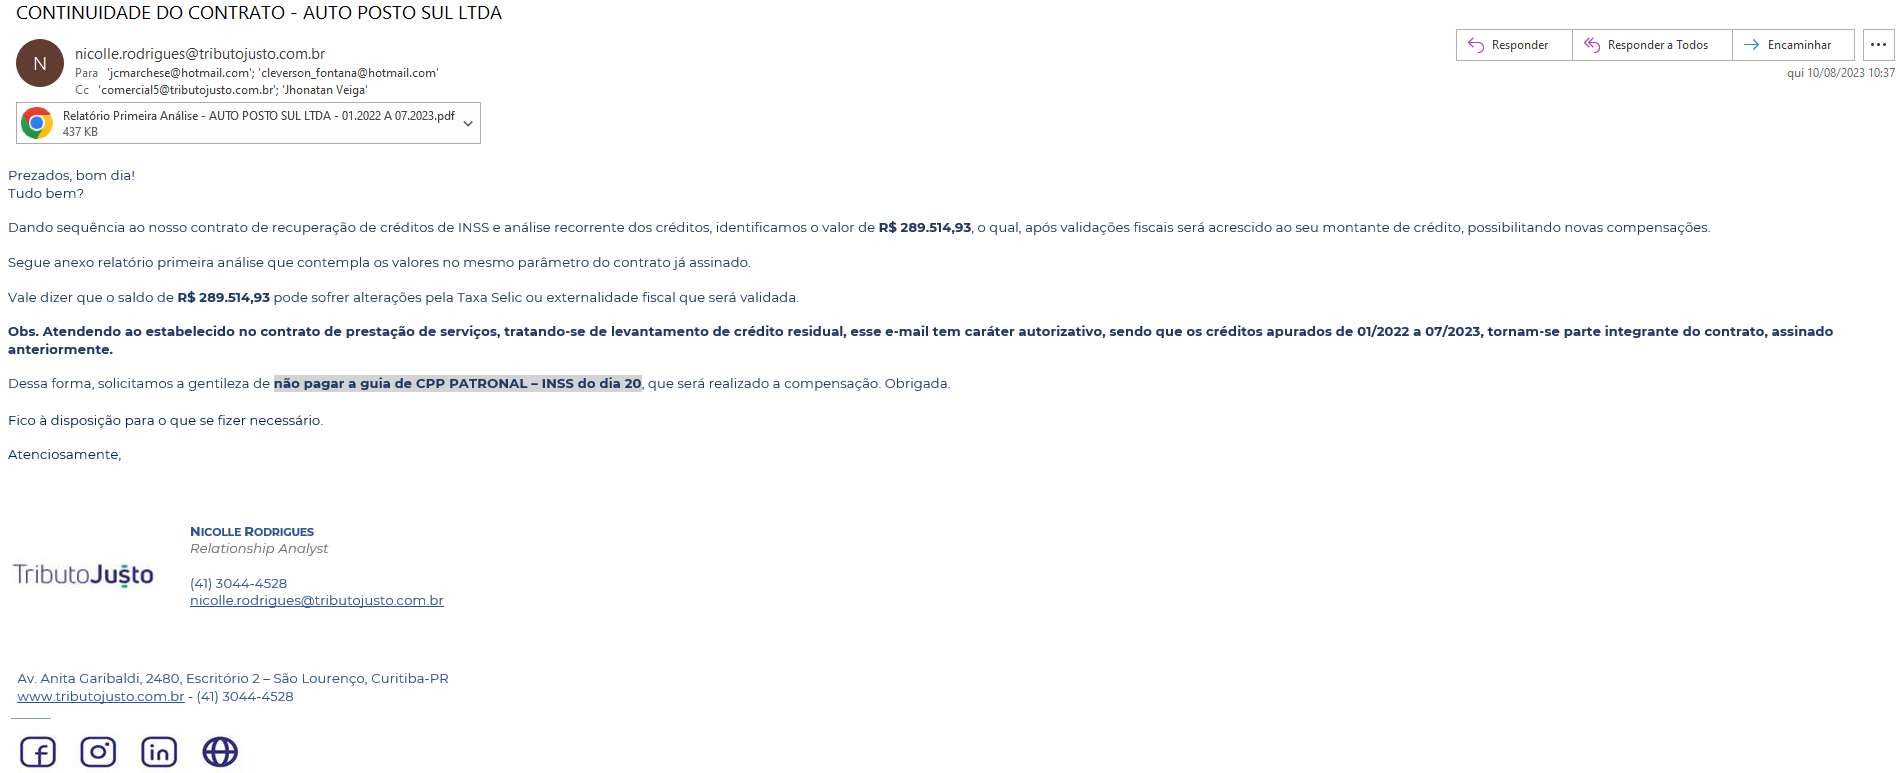 CONTINUIDADE DO CONTRATO - AUTO POSTO SUL LTDA
N
nicolle.rodrigues@tributojusto.com.br
Para 'jcmarchese@hotmail.com'; 'cleverson_fontana@hotmail.com'
Cc 'comercial5@tributojusto.com.br'; 'Jhonatan Veiga'
Responder
Responder a Todos
Encaminhar
qui 10/08/2023 10:37
Relatório Primeira Análise - AUTO POSTO SUL LTDA - 01.2022 A 07.2023.pdf
437 KB
Prezados, bom dia!
Tudo bem?
Dando sequência ao nosso contrato de recuperação de créditos de INSS e análise recorrente dos créditos, identificamos o valor de R$ 289.514,93, o qual, após validações fiscais será acrescido ao seu montante de crédito, possibilitando novas compensações.
Segue anexo relatório primeira análise que contempla os valores no mesmo parâmetro do contrato já assinado.
Vale dizer que o saldo de R$ 289.514,93 pode sofrer alterações pela Taxa Selic ou externalidade fiscal que será validada.
Obs. Atendendo ao estabelecido no contrato de prestação de serviços, tratando-se de levantamento de crédito residual, esse e-mail tem caráter autorizativo, sendo que os créditos apurados de 01/2022 a 07/2023, tornam-se parte integrante do contrato, assinado
anteriormente.
Dessa forma, solicitamos a gentileza de não pagar a guia de CPP PATRONAL – INSS do dia 20, que será realizado a compensação. Obrigada.
Fico à disposição para o que se fizer necessário.
Atenciosamente,
NICOLLE RODRIGUES
Relationship Analyst
TributoJusto
(41) 3044-4528
nicolle.rodrigues@tributojusto.com.br
Av. Anita Garibaldi, 2480, Escritório 2 – São Lourenço, Curitiba-PR
www.tributojusto.com.br - (41) 3044-4528